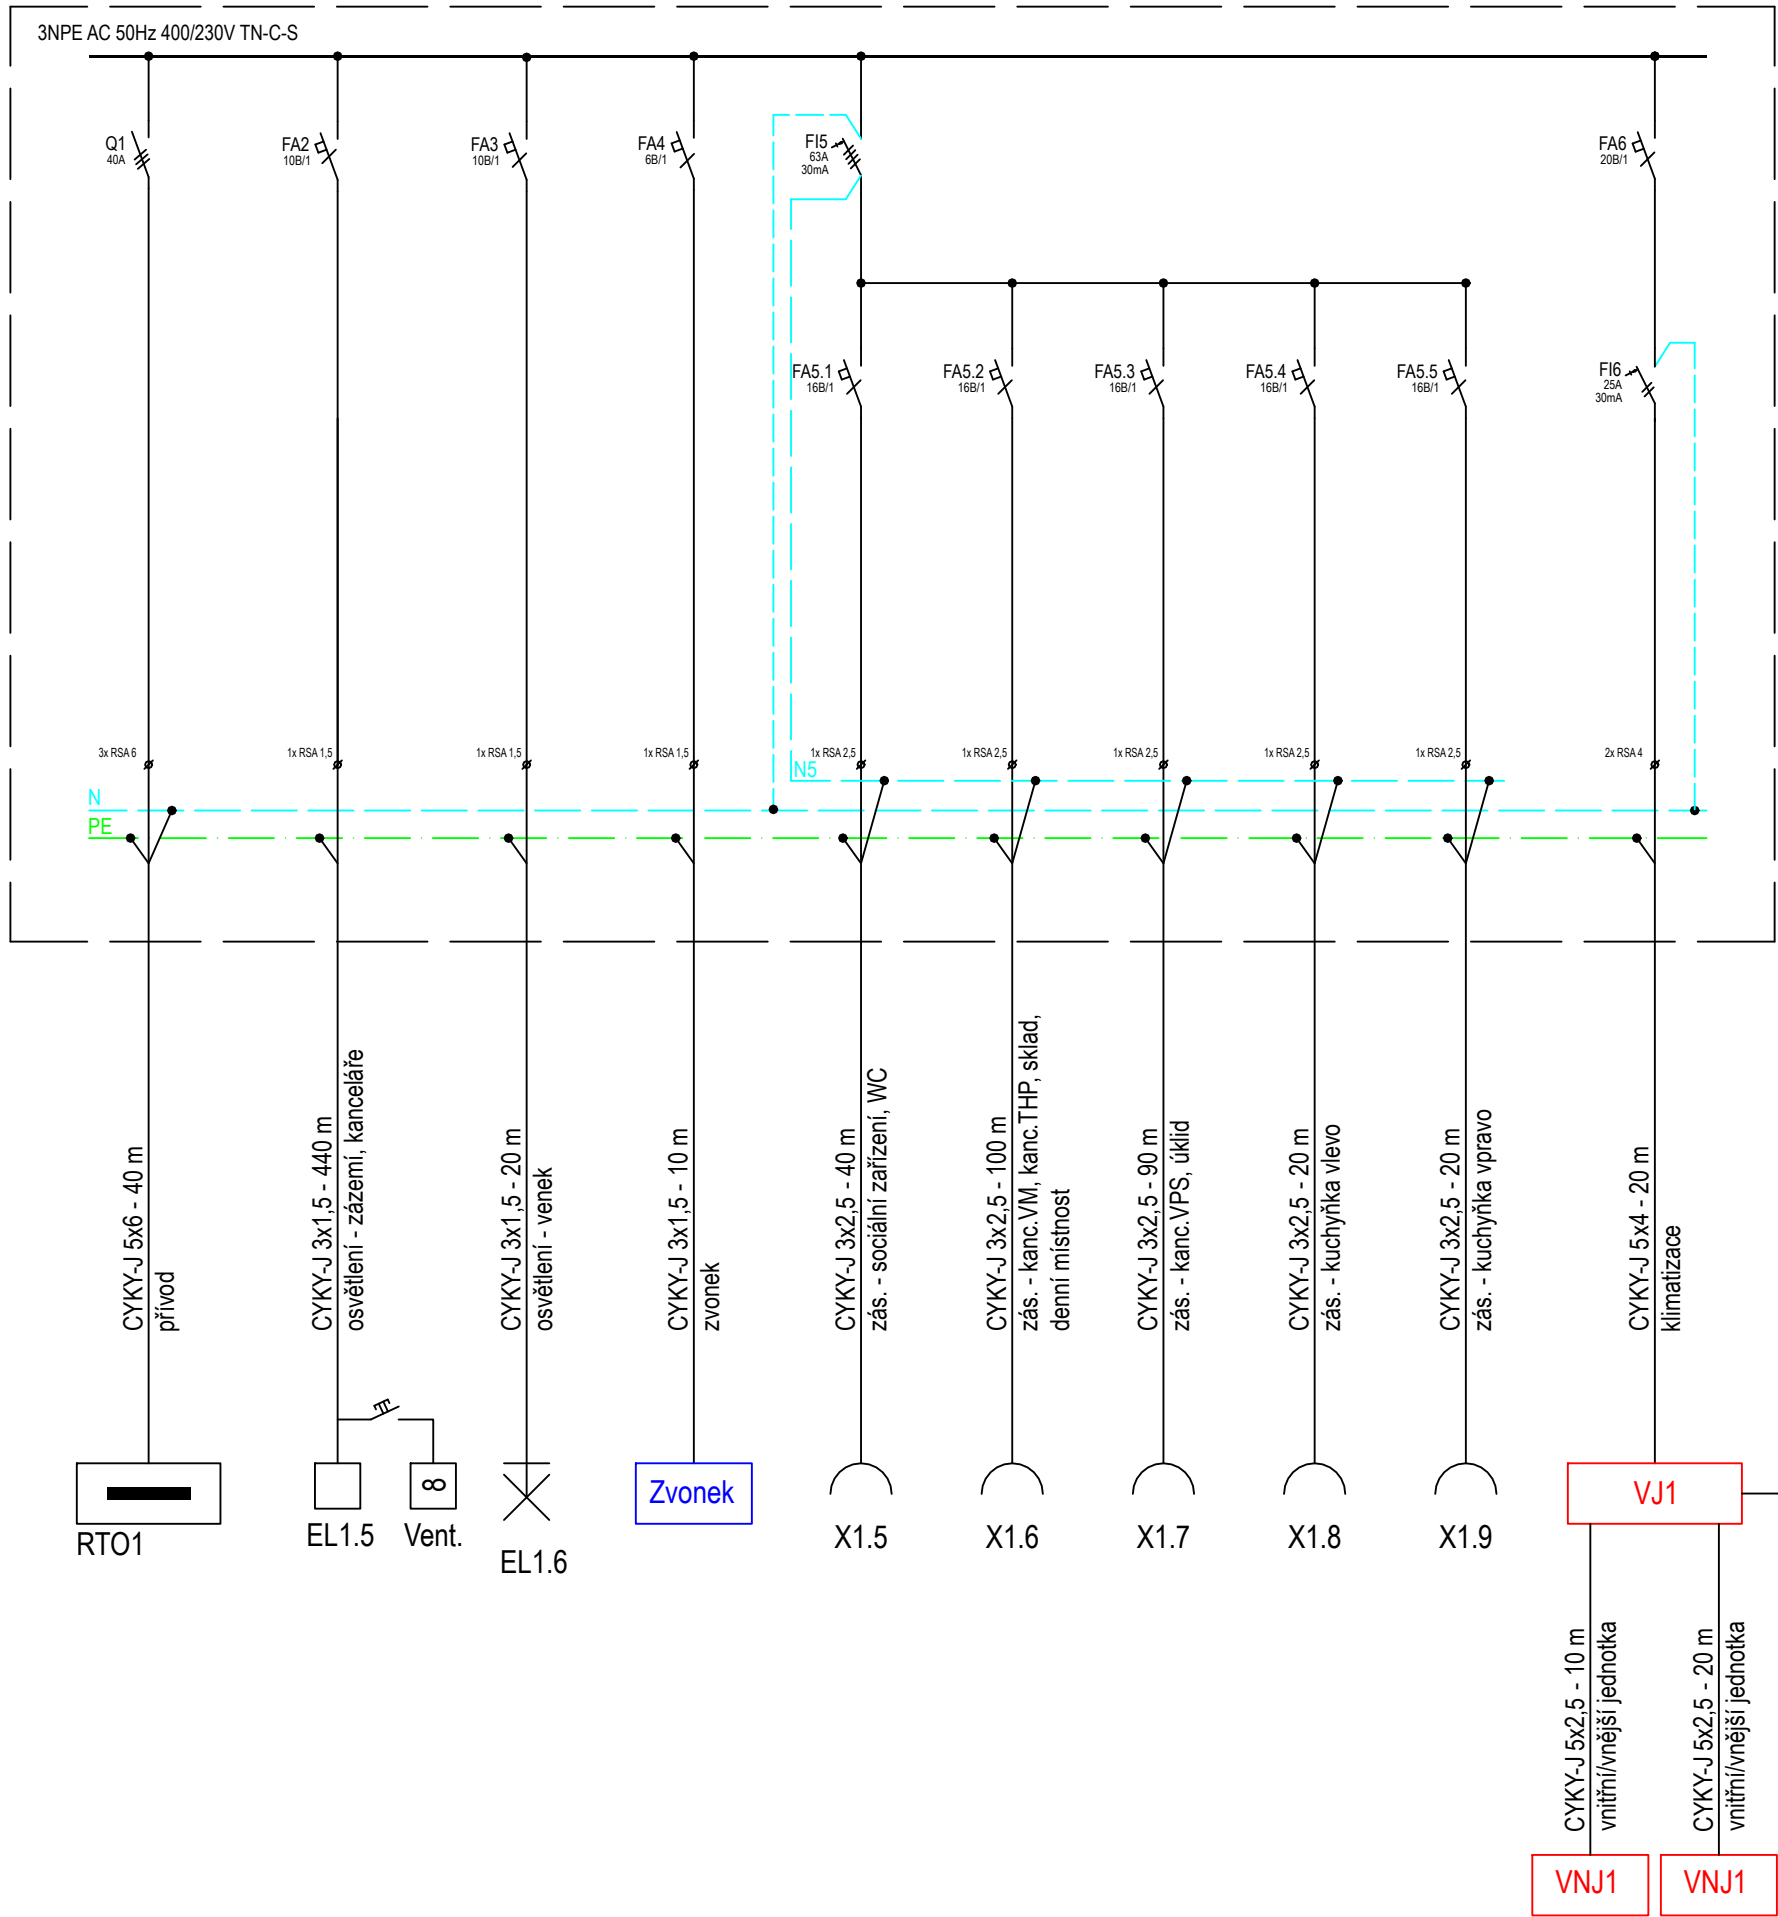 3NPE AC 50Hz 400/230V TN-C-S
Q1
40A
FA2
10B/1
FA3
10B/1
FA4
6B/1
FI5
63A
30mA
FA6
20B/1
FA5.1
16B/1
FA5.2
16B/1
FA5.3
16B/1
FA5.4
16B/1
FA5.5
16B/1
FI6
25A
30mA
3x RSA 6
1x RSA 1,5
1x RSA 1,5
1x RSA 1,5
1x RSA 2,5
1x RSA 2,5
1x RSA 2,5
1x RSA 2,5
1x RSA 2,5
2x RSA 4
N5
N
PE
CYKY-J 5x6 - 40 m
přívod
CYKY-J 3x1,5 - 440 m
osvětlení - zázemí, kanceláře
CYKY-J 3x1,5 - 20 m
osvětlení - venek
CYKY-J 3x1,5 - 10 m
zvonek
CYKY-J 3x2,5 - 40 m
zás. - sociální zařízení, WC
CYKY-J 3x2,5 - 100 m
zás. - kanc.VM, kanc.THP, sklad,
denní místnost
CYKY-J 3x2,5 - 90 m
zás. - kanc.VPS, úklid
CYKY-J 3x2,5 - 20 m
zás. - kuchyňka vlevo
CYKY-J 3x2,5 - 20 m
zás. - kuchyňka vpravo
CYKY-J 5x4 - 20 m
klimatizace
RTO1
EL1.5
8
Vent.
EL1.6
Zvonek
X1.5
X1.6
X1.7
X1.8
X1.9
VJ1
CYKY-J 5x2,5 - 10 m
vnitřní/vnější jednotka
CYKY-J 5x2,5 - 20 m
vnitřní/vnější jednotka
VNJ1
VNJ1